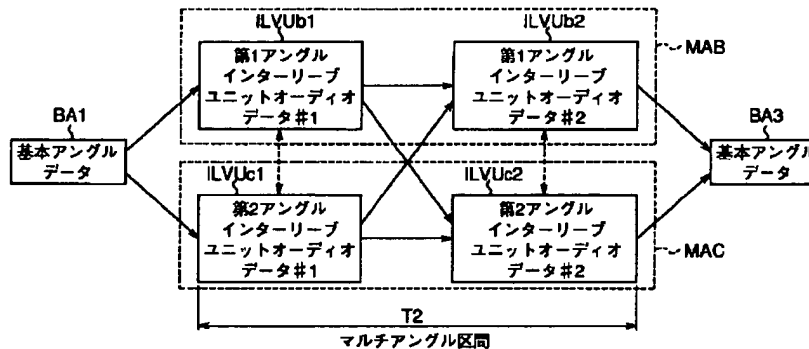 ILVUb1
ILVUb2
第1アングル
インターリーブ
ユニットオーディオ
データ#1
第1アングル
インターリーブ
ユニットオーディオ
データ#2
MAB
BA1
基本アングル
データ
BA3
基本アングル
データ
ILVUc1
ILVUc2
第2アングル
インターリーブ
ユニットオーディオ
データ#1
第2アングル
インターリーブ
ユニットオーディオ
データ#2
MAC
T2
マルチアングル区間